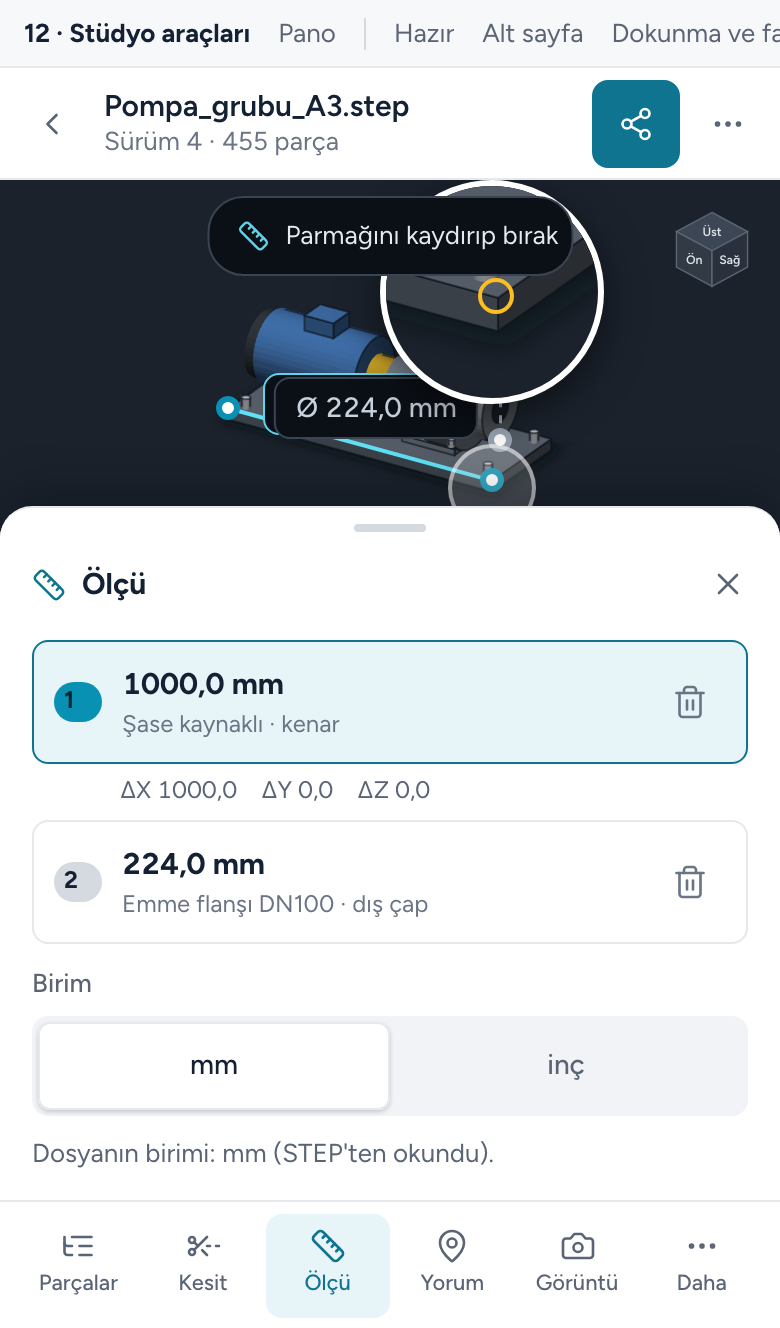 12 · Stüdyo araçları Pano Hazır Alt sayfa Dokunma ve
Pompa_grubu_A3.step
Sürüm 4 · 455 parça
Parmağını kaydırıp bırak
Üst
Ön Sağ
Ø 224,0 mm
Ölçü
1 1000,0 mm
Şase kaynaklı · kenar
ΔX 1000,0 ΔY 0,0 ΔZ 0,0
2 224,0 mm
Emme flanşı DN100 · dış çap
Birim
mm inç
Dosyanın birimi: mm (STEP'ten okundu).
Parçalar Kesit Ölçü Yorum Görüntü Daha